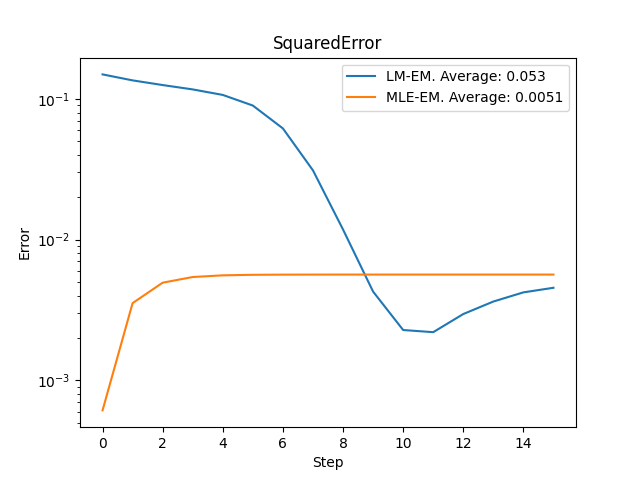 SquaredError
LM-EM. Average: 0.053
MLE-EM. Average: 0.0051
10⁻¹
10⁻²
10⁻³
Error
0 2 4 6 8 10 12 14
Step